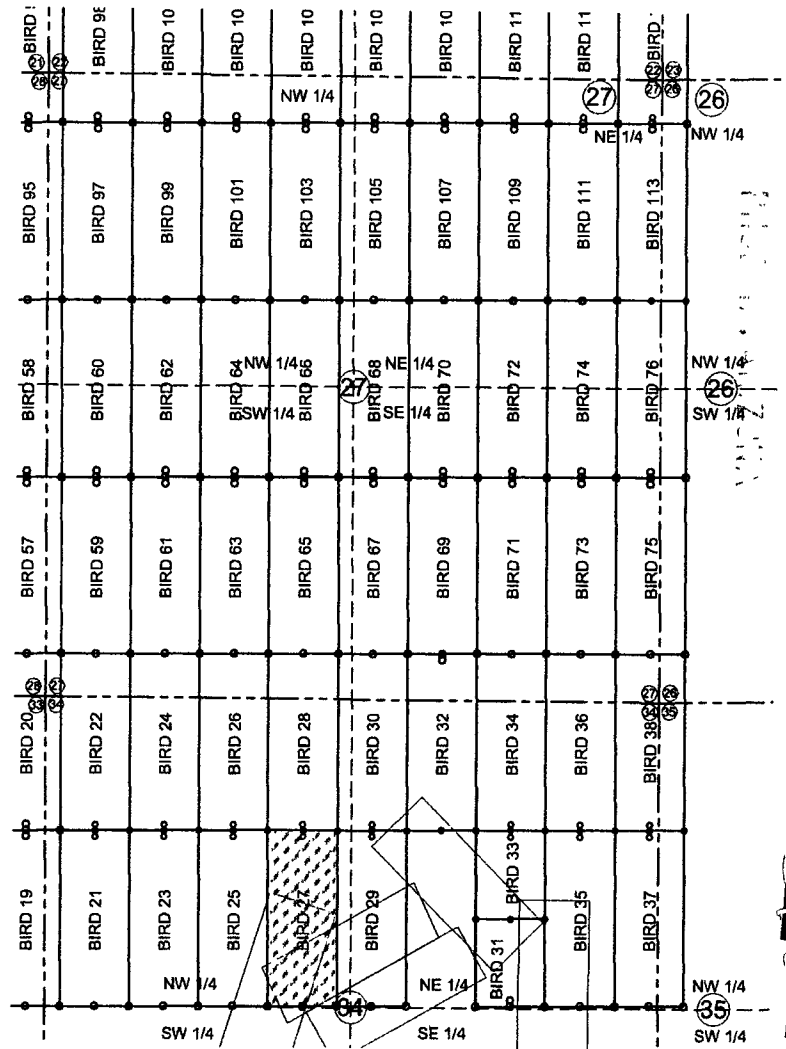 BIRD 98
BIRD 10
BIRD 10
BIRD 10
BIRD 10
BIRD 10
BIRD 11
BIRD 11
BIRD
21 22
28 27
22 23
27 26
NW 1/4
27
26
NE 1/4
NW 1/4
BIRD 95
BIRD 97
BIRD 99
BIRD 101
BIRD 103
BIRD 105
BIRD 107
BIRD 109
BIRD 111
BIRD 113
BIRD 58
BIRD 60
BIRD 62
BIRD 64
BIRD 66
BIRD 68
BIRD 70
BIRD 72
BIRD 74
BIRD 76
NW 1/4
NE 1/4
NW 1/4
27
26
SW 1/4
SE 1/4
SW 1/4
BIRD 57
BIRD 59
BIRD 61
BIRD 63
BIRD 65
BIRD 67
BIRD 69
BIRD 71
BIRD 73
BIRD 75
28 27
33 34
27 26
34 35
BIRD 20
BIRD 22
BIRD 24
BIRD 26
BIRD 28
BIRD 30
BIRD 32
BIRD 34
BIRD 36
BIRD 38
BIRD 19
BIRD 21
BIRD 23
BIRD 25
BIRD 27
BIRD 29
BIRD 33
BIRD 31
BIRD 35
BIRD 37
NW 1/4
NE 1/4
NW 1/4
34
35
SW 1/4
SE 1/4
SW 1/4